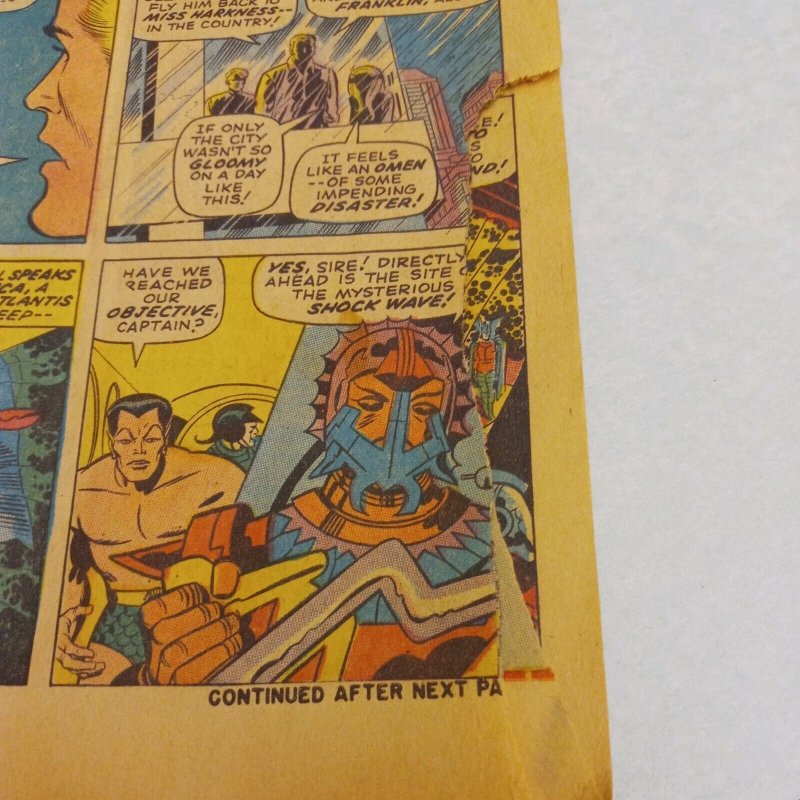 FLY HIM BACK TO
MISS HARKNESS--
IN THE COUNTRY!
FRANKLIN,
IF ONLY
THE CITY
WASN'T SO
GLOOMY
ON A DAY
LIKE
THIS!
IT FEELS
LIKE AN OMEN
--OF SOME
IMPENDING
DISASTER!
SPEAKS
A
EEP--
HAVE WE
REACHED
OUR
OBJECTIVE,
CAPTAIN?
YES, SIRE! DIRECTLY
AHEAD IS THE SITE
THE MYSTERIOUS
SHOCK WAVE!
CONTINUED AFTER NEXT PA